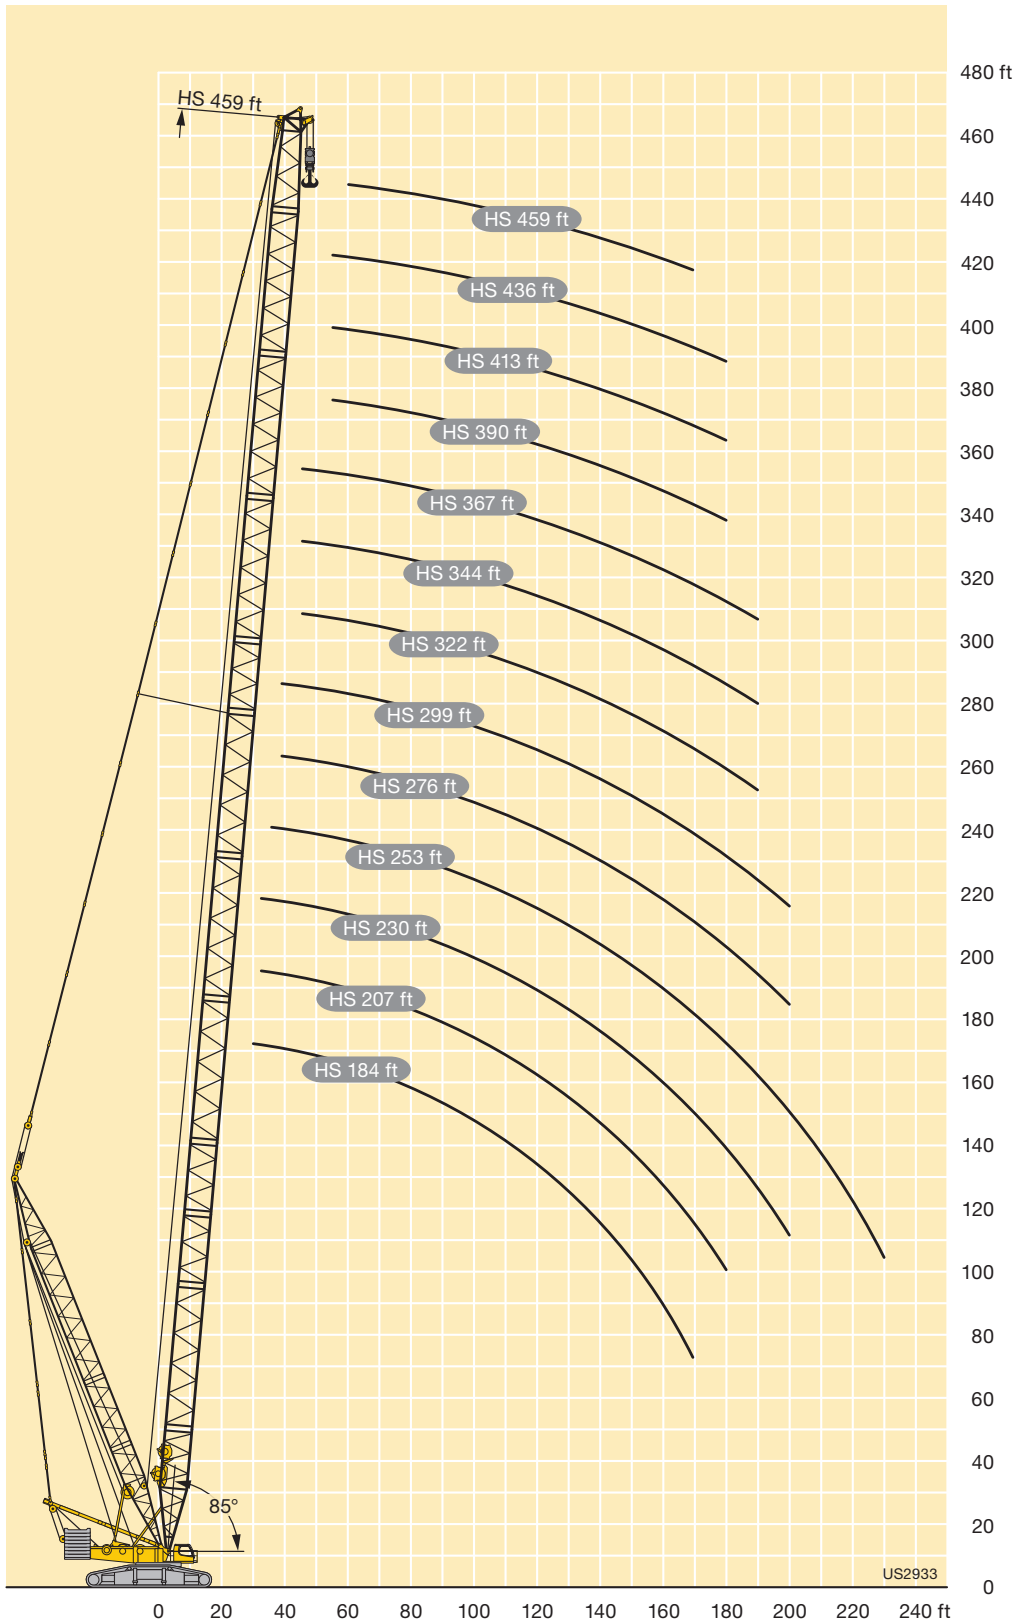 480 ft
HS 459 ft
460
440
HS 459 ft
420
HS 436 ft
400
HS 413 ft
380
HS 390 ft
360
HS 367 ft
340
HS 344 ft
320
HS 322 ft
300
HS 299 ft
280
HS 276 ft
260
HS 253 ft
240
HS 230 ft
220
HS 207 ft
200
HS 184 ft
180
160
140
120
100
80
60
40
85°
20
US2933
0
0 20 40 60 80 100 120 140 160 180 200 220 240 ft